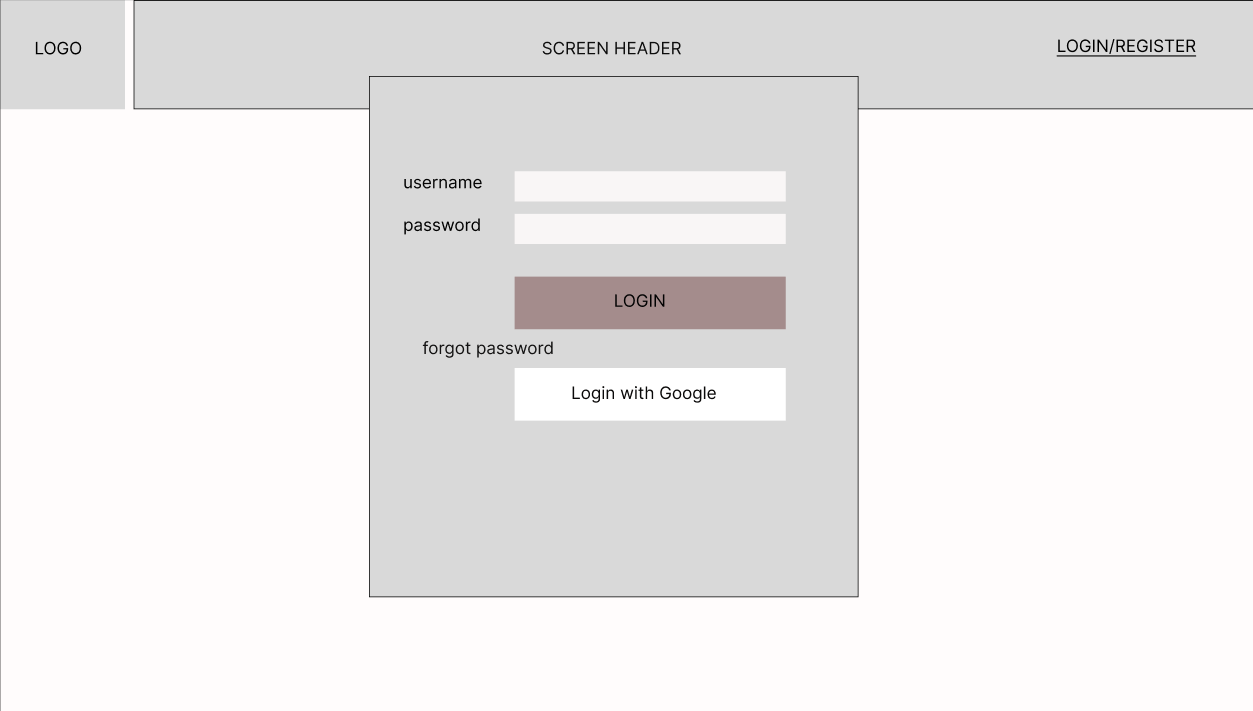 LOGO
SCREEN HEADER
LOGIN/REGISTER
username
password
LOGIN
forgot password
Login with Google